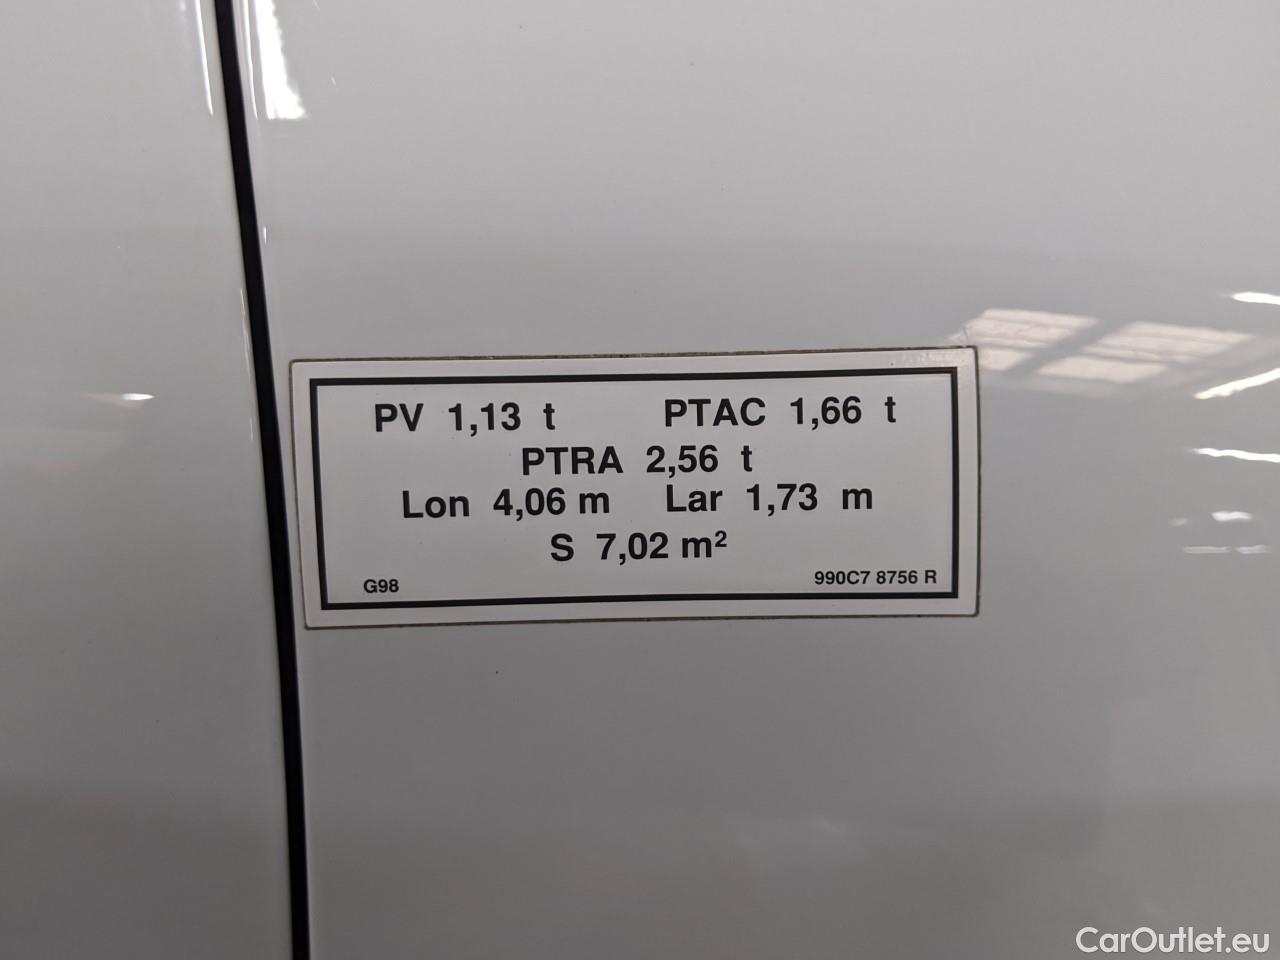 PV 1,13 t PTAC 1,66 t
PTRA 2,56 t
Lon 4,06 m Lar 1,73 m
S 7,02 m²
G98 990C7 8756 R
CarOutlet.eu